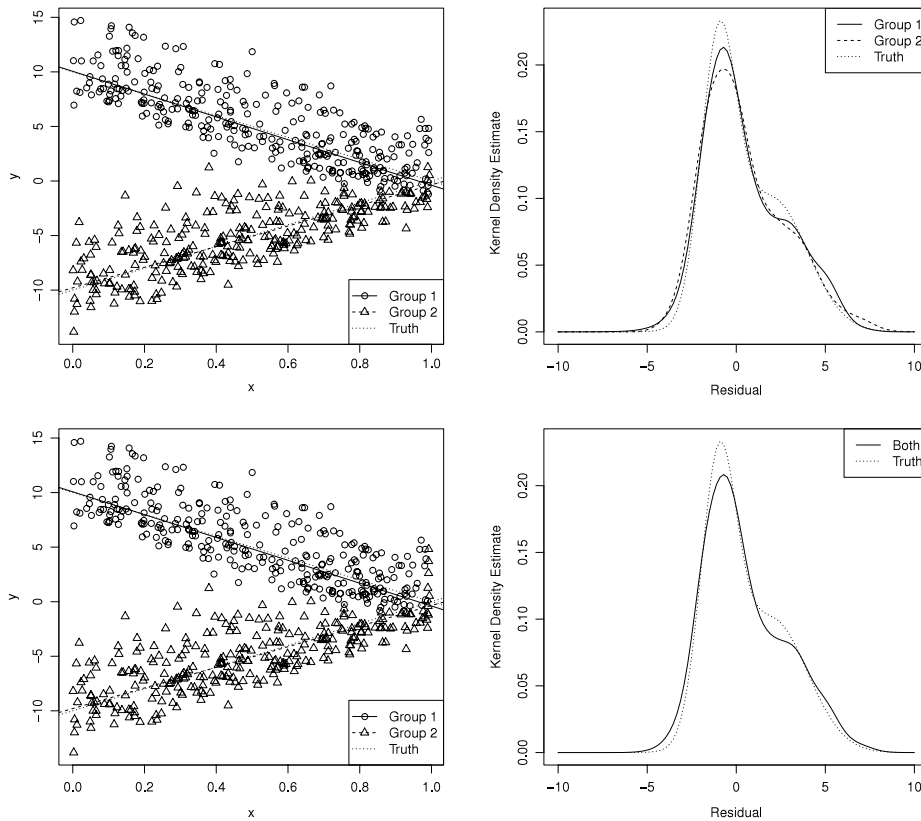 15
10
5
0
−5
−10
y
0.0 0.2 0.4 0.6 0.8 1.0
x
Group 1
Group 2
Truth
0.20
0.15
0.10
0.05
0.00
Kernel Density Estimate
−10 −5 0 5 10
Residual
Group 1
Group 2
Truth
15
10
5
0
−5
−10
y
0.0 0.2 0.4 0.6 0.8 1.0
x
Group 1
Group 2
Truth
0.20
0.15
0.10
0.05
0.00
Kernel Density Estimate
−10 −5 0 5 10
Residual
Both
Truth